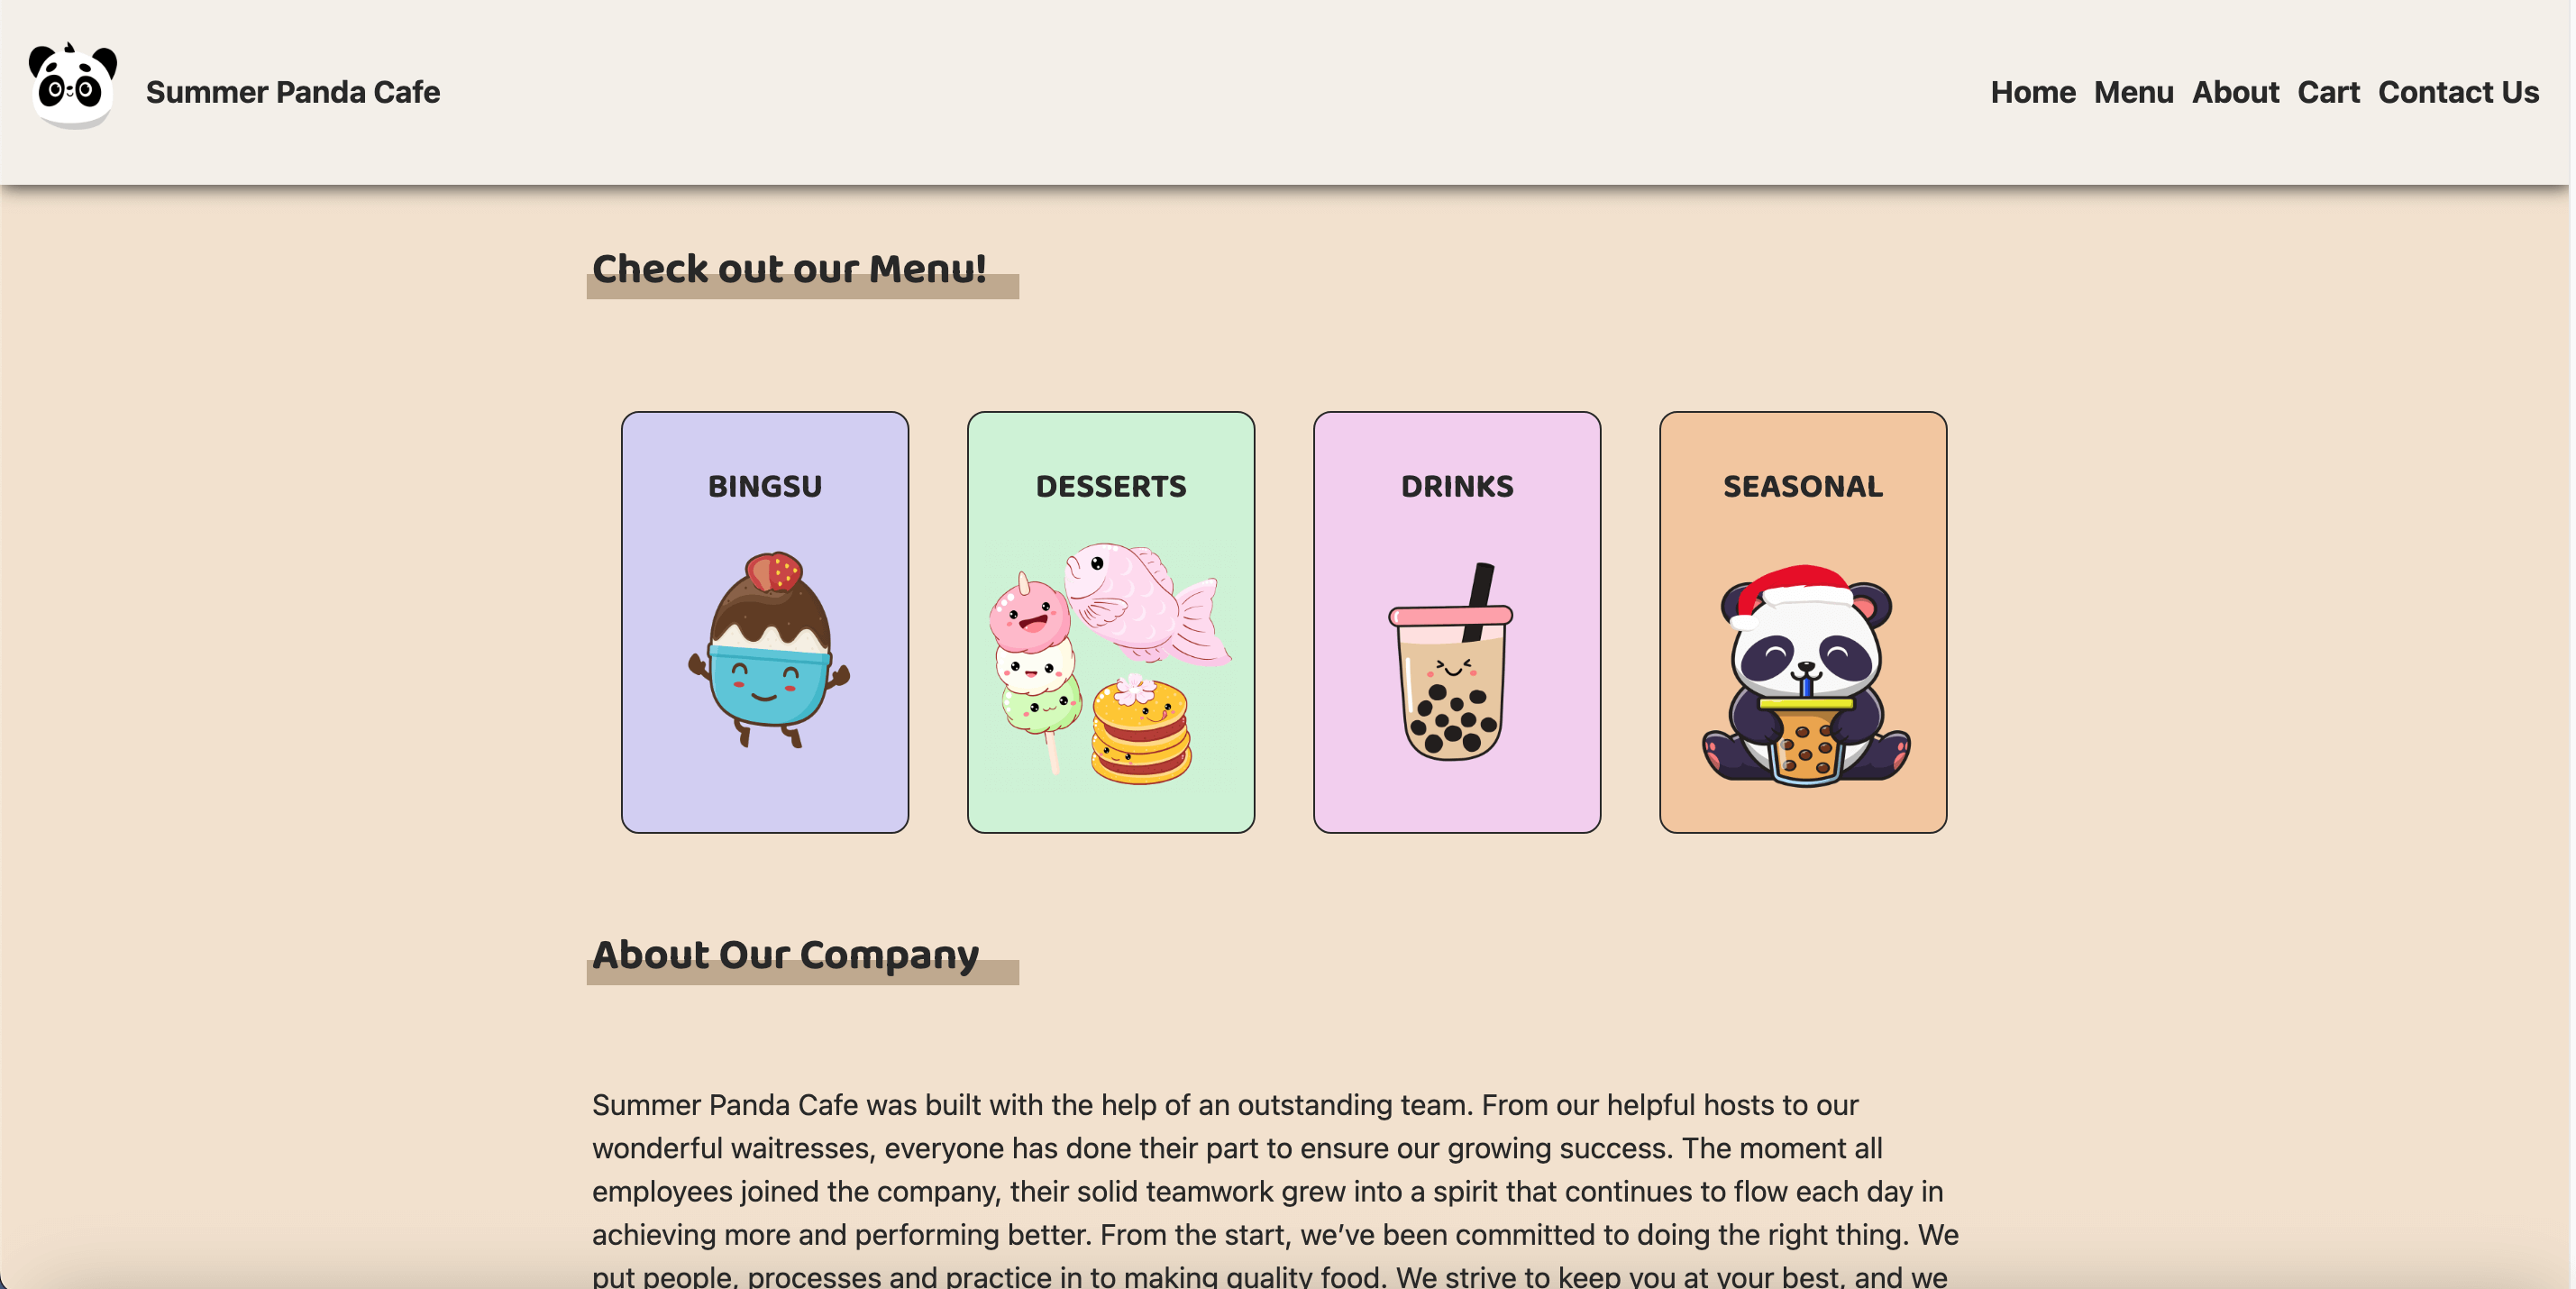 Summer Panda Cafe
Home Menu About Cart Contact Us
Check out our Menu!
BINGSU
DESSERTS
DRINKS
SEASONAL
About Our Company
Summer Panda Cafe was built with the help of an outstanding team. From our helpful hosts to our
wonderful waitresses, everyone has done their part to ensure our growing success. The moment all
employees joined the company, their solid teamwork grew into a spirit that continues to flow each day in
achieving more and performing better. From the start, we’ve been committed to doing the right thing. We
put people, processes and practice in to making quality food. We strive to keep you at your best, and we